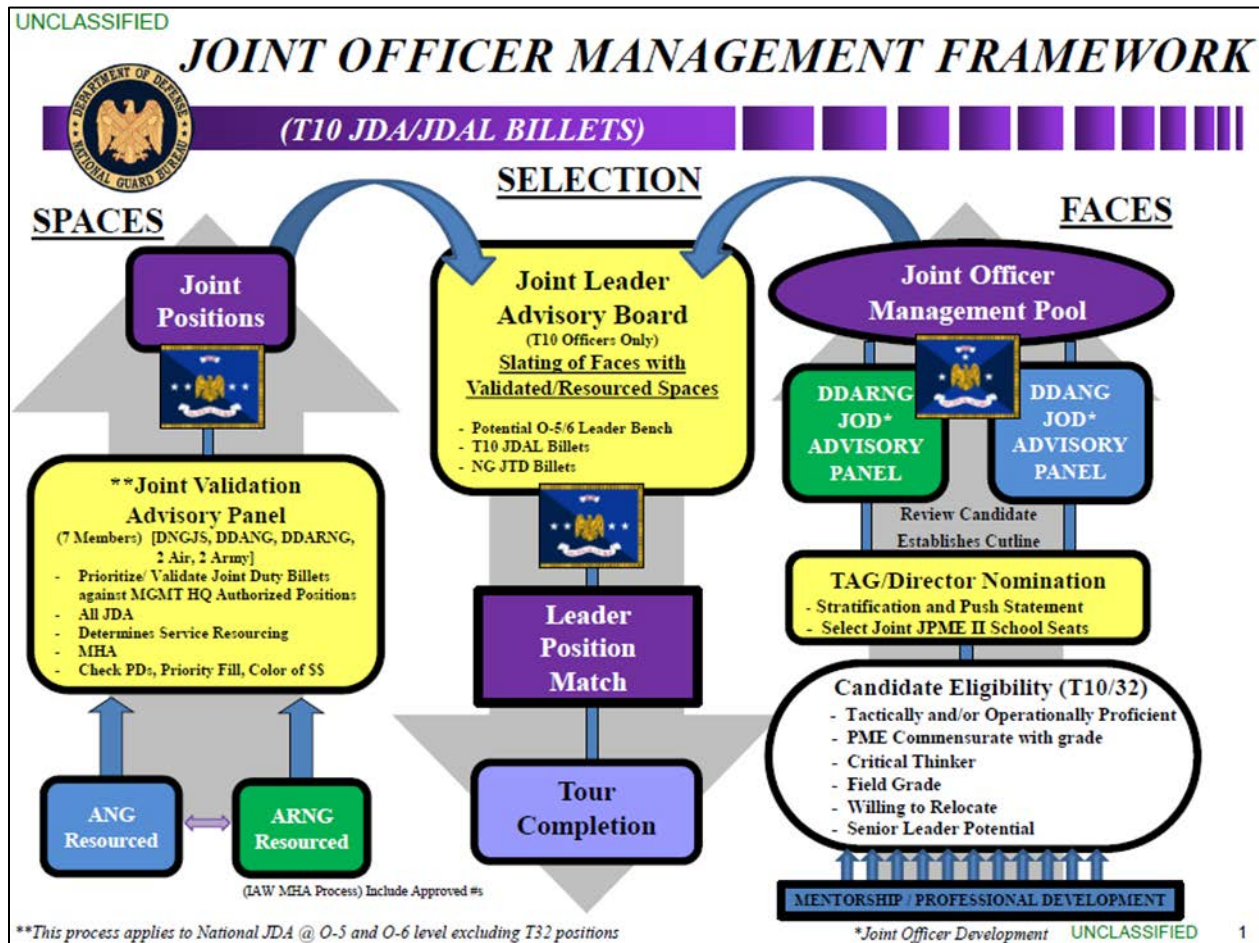 UNCLASSIFIED
JOINT OFFICER MANAGEMENT FRAMEWORK
DEPARTMENT OF DEFENSE
NATIONAL GUARD BUREAU
(T10 JDA/JDAL BILLETS)
SPACES
SELECTION
FACES
Joint
Positions
**Joint Validation
Advisory Panel
(7 Members) [DNGJS, DDANG, DDARNG,
2 Air, 2 Army]
- Prioritize/ Validate Joint Duty Billets
against MGMT HQ Authorized Positions
- All JDA
- Determines Service Resourcing
- MHA
- Check PDs, Priority Fill, Color of $$
ANG
Resourced
ARNG
Resourced
(IAW MHA Process) Include Approved #s
Joint Leader
Advisory Board
(T10 Officers Only)
Slating of Faces with
Validated/Resourced Spaces
- Potential O-5/6 Leader Bench
- T10 JDAL Billets
- NG JTD Billets
Leader
Position
Match
Tour
Completion
Joint Officer
Management Pool
DDARNG
JOD*
ADVISORY
PANEL
DDANG
JOD*
ADVISORY
PANEL
Review Candidate
Establishes Cutline
TAG/Director Nomination
- Stratification and Push Statement
- Select Joint JPME II School Seats
Candidate Eligibility (T10/32)
- Tactically and/or Operationally Proficient
- PME Commensurate with grade
- Critical Thinker
- Field Grade
- Willing to Relocate
- Senior Leader Potential
MENTORSHIP / PROFESSIONAL DEVELOPMENT
**This process applies to National JDA @ O-5 and O-6 level excluding T32 positions
*Joint Officer Development
UNCLASSIFIED
1